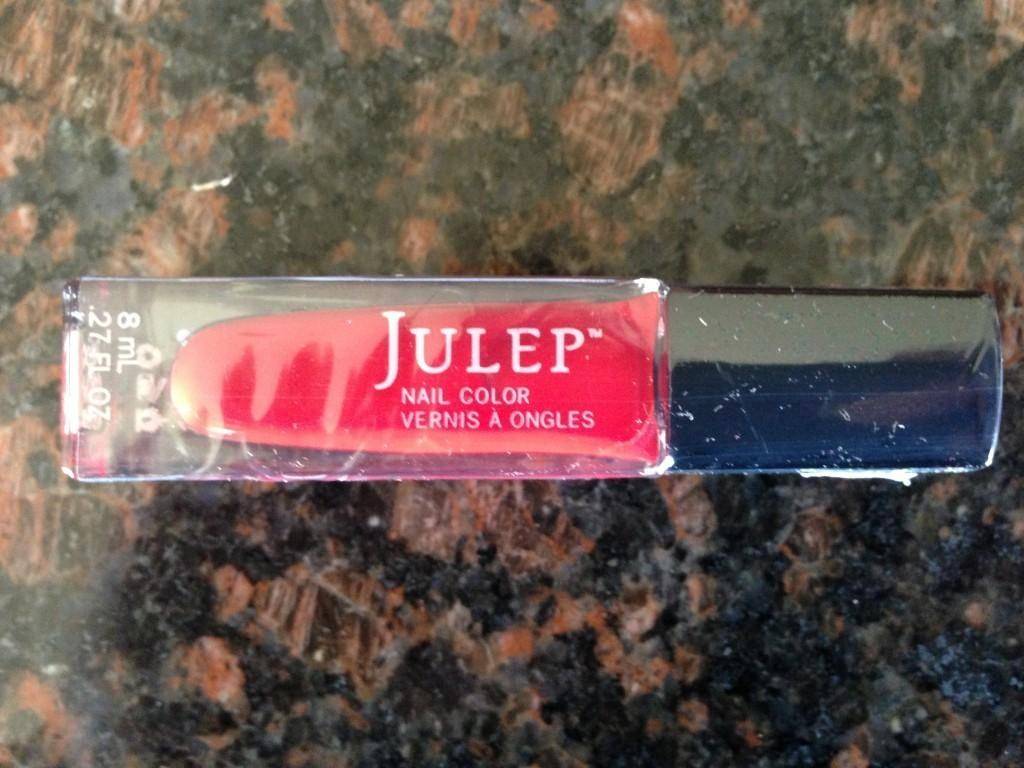 JULEP™
NAIL COLOR
VERNIS À ONGLES
8 mL
27 FL OZ